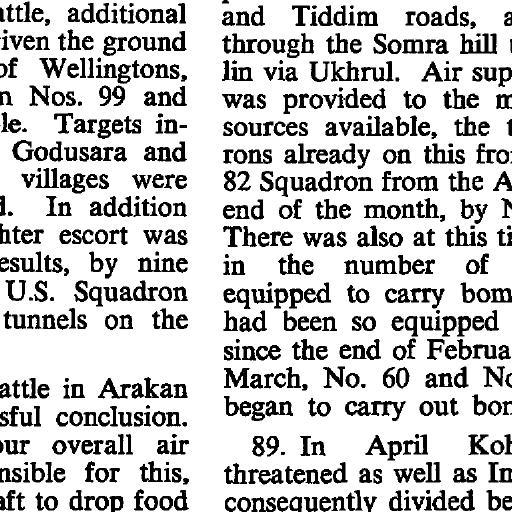 attle, additional
iven the ground
of Wellingtons,
n Nos. 99 and
le. Targets in-
Godusara and
villages were
d. In addition
hter escort was
esults, by nine
U.S. Squadron
tunnels on the
attle in Arakan
sful conclusion.
our overall air
nsible for this,
aft to drop food
and Tiddim roads, a
through the Somra hill
lin via Ukhrul. Air sup
was provided to the m
sources available, the t
rons already on this fro
82 Squadron from the A
end of the month, by N
There was also at this ti
in the number of
equipped to carry bom
had been so equipped
since the end of Februa
March, No. 60 and No
began to carry out bom
89. In April Koh
threatened as well as Im
consequently divided be